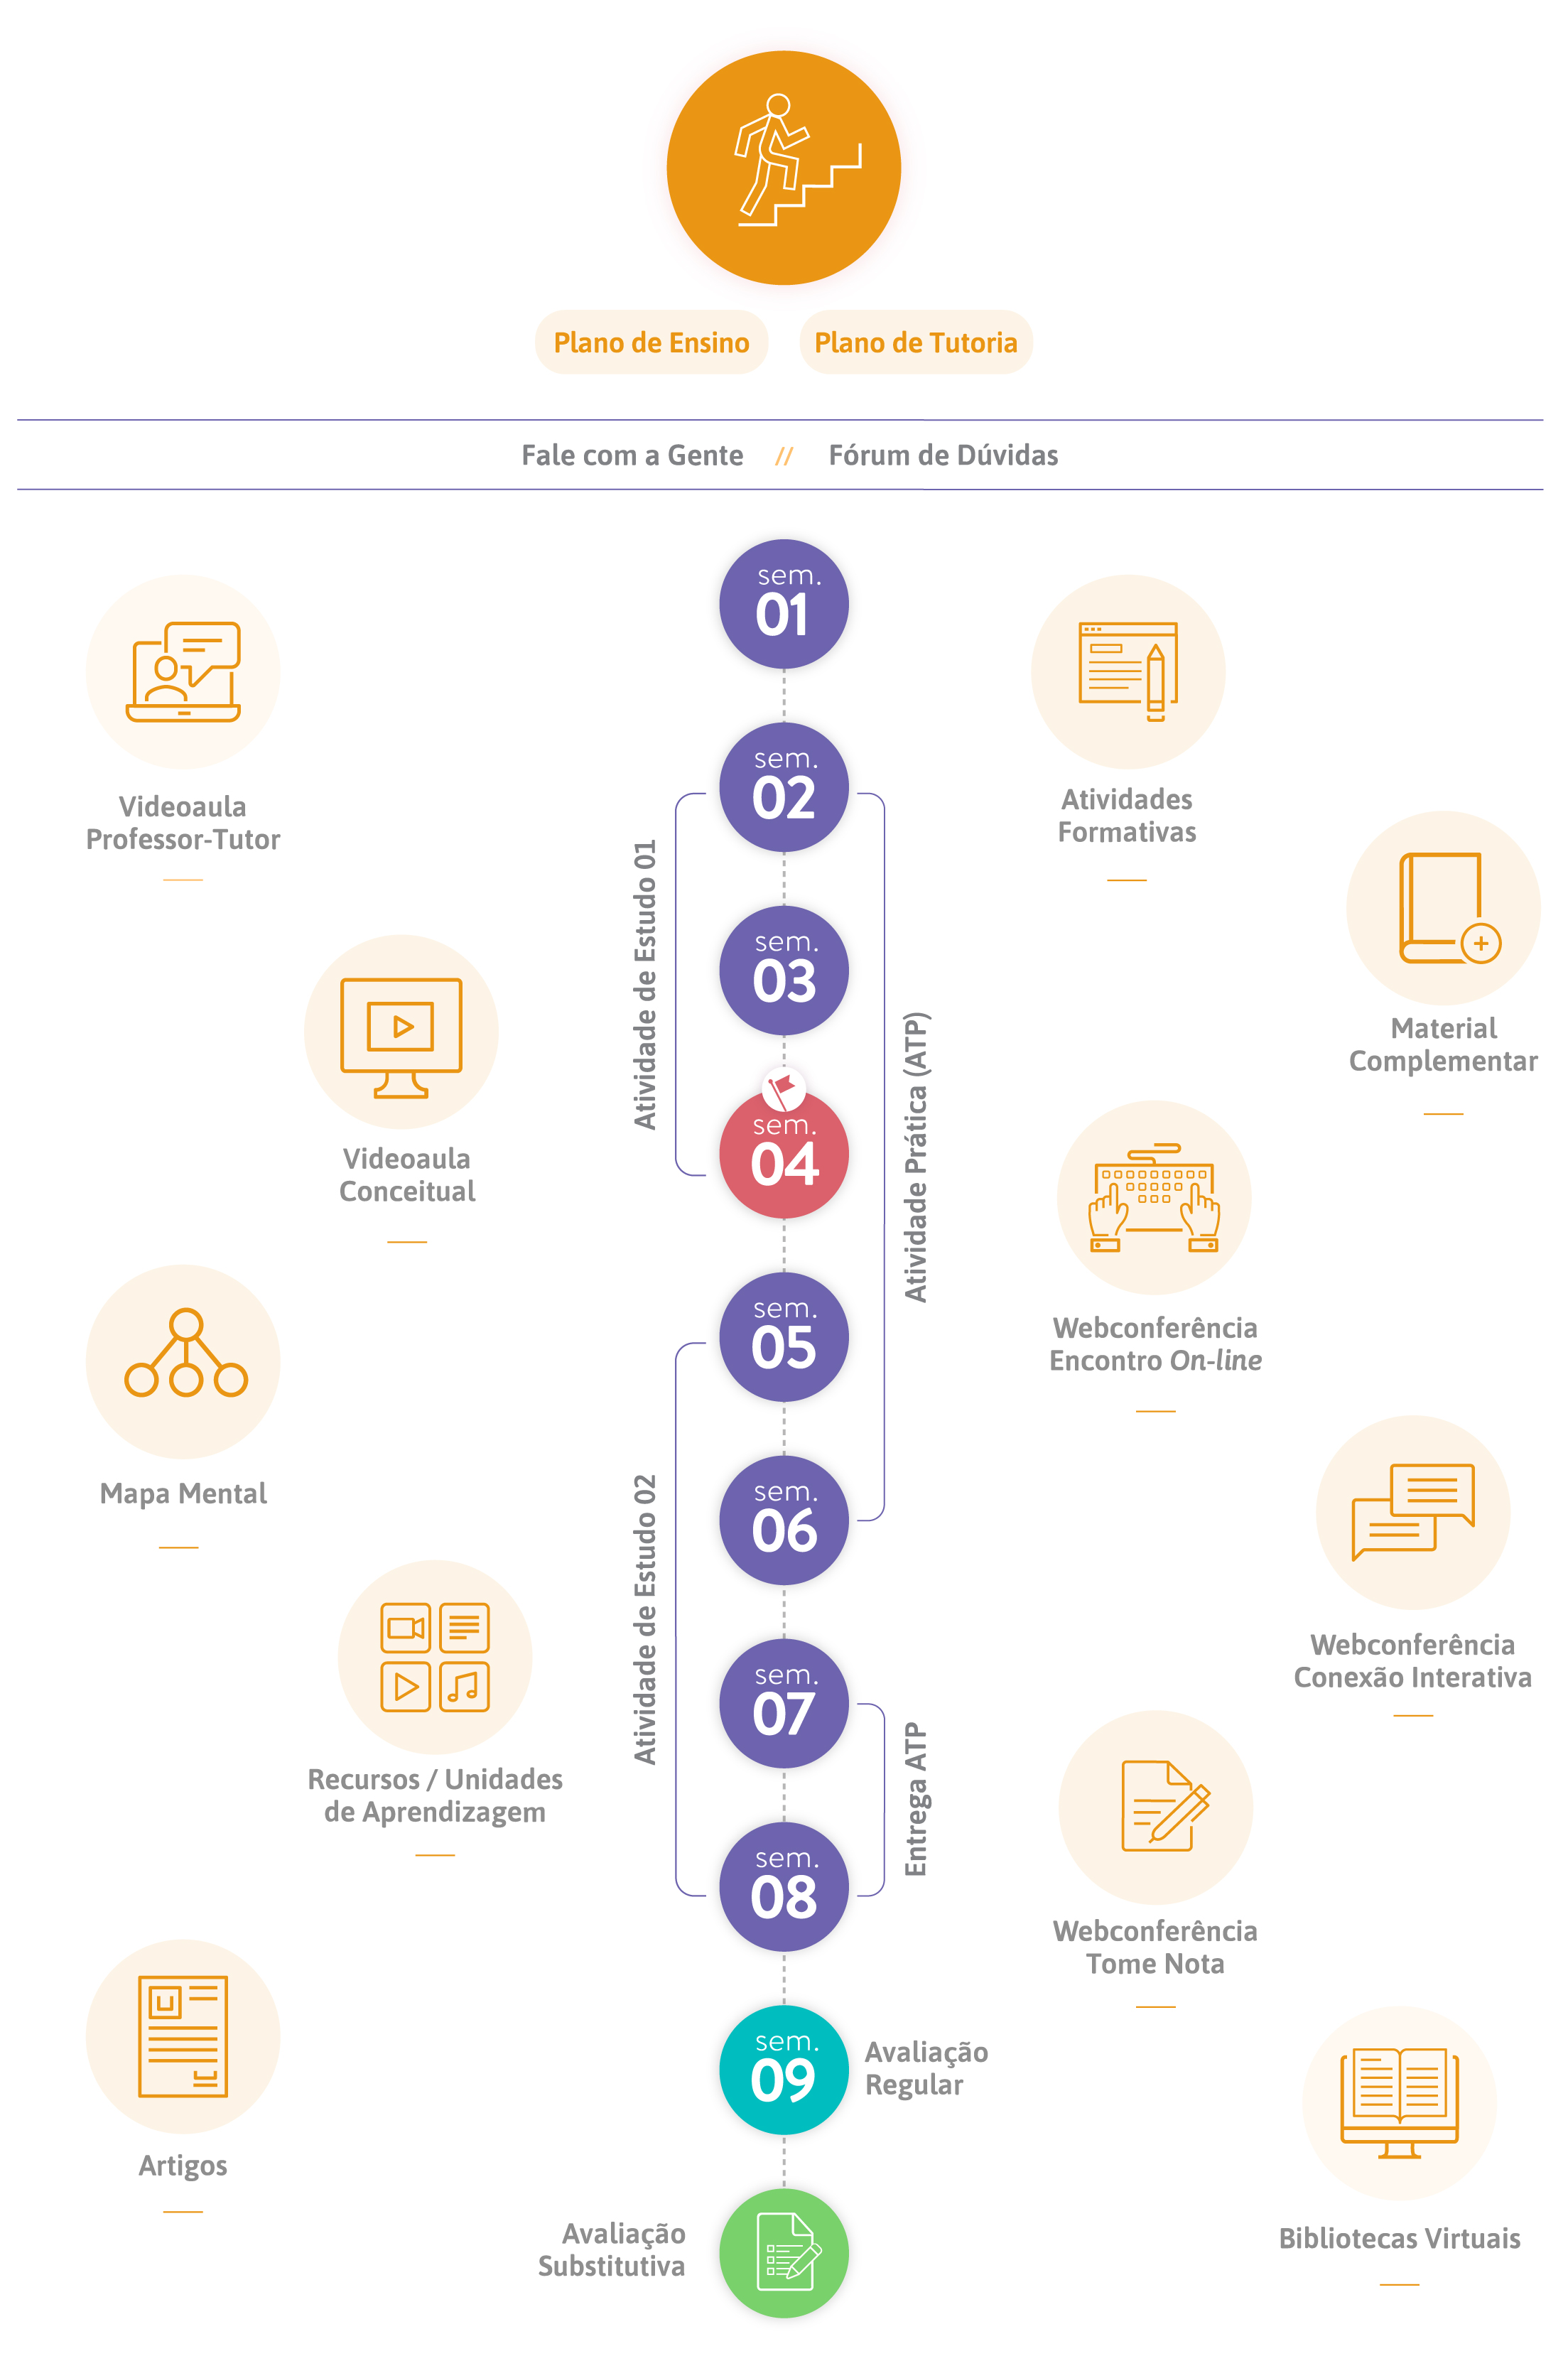 Plano de Ensino
Plano de Tutoria
Fale com a Gente // Fórum de Dúvidas
sem.
01
Videoaula
Professor-Tutor
Atividades
Formativas
sem.
02
Atividade de Estudo 01
sem.
03
Material
Complementar
Videoaula
Conceitual
sem.
04
Atividade Prática (ATP)
Webconferência
Encontro On-line
sem.
05
Mapa Mental
sem.
06
Atividade de Estudo 02
Webconferência
Conexão Interativa
sem.
07
Recursos / Unidades
de Aprendizagem
Entrega ATP
sem.
08
Webconferência
Tome Nota
sem.
09
Avaliação
Regular
Artigos
Avaliação
Substitutiva
Bibliotecas Virtuais